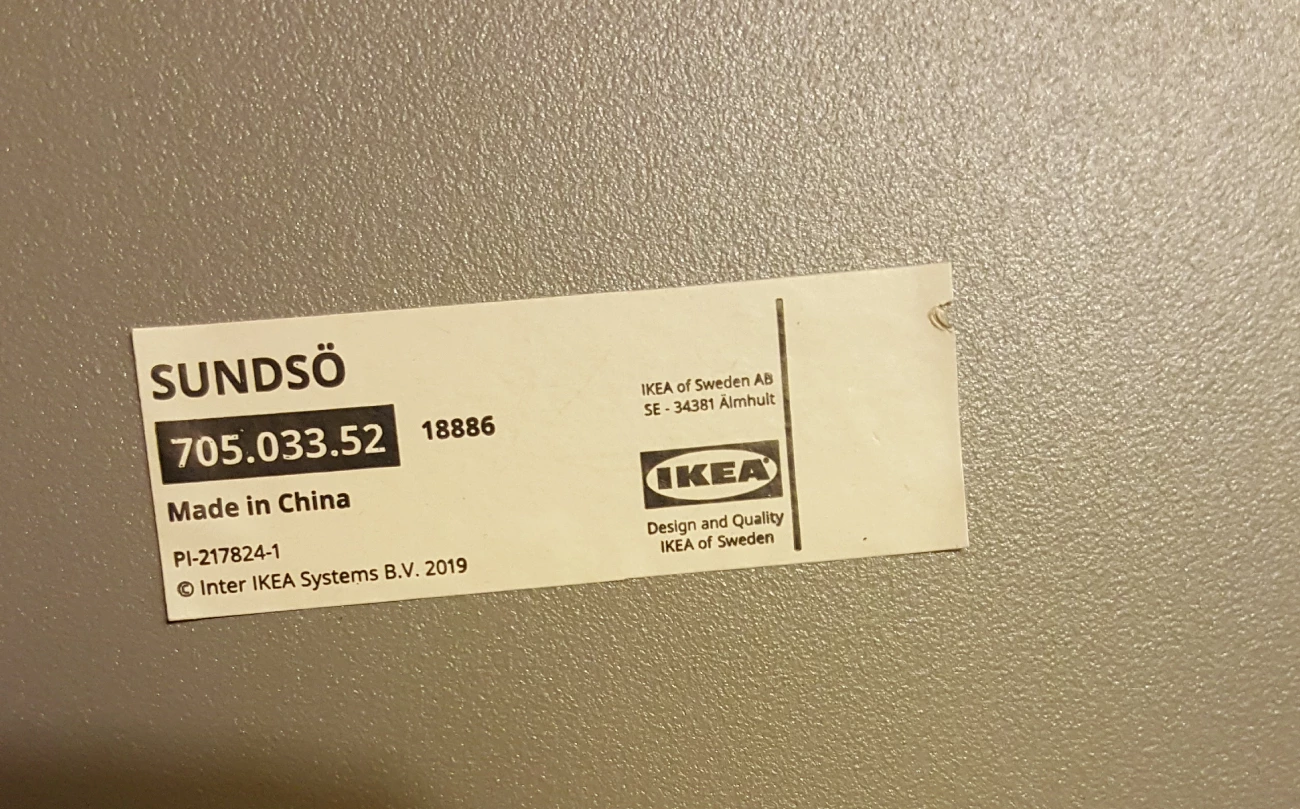 SUNDSÖ
705.033.52 18886
Made in China
PI-217824-1
© Inter IKEA Systems B.V. 2019
IKEA of Sweden AB
SE - 34381 Älmhult
IKEA®
Design and Quality
IKEA of Sweden